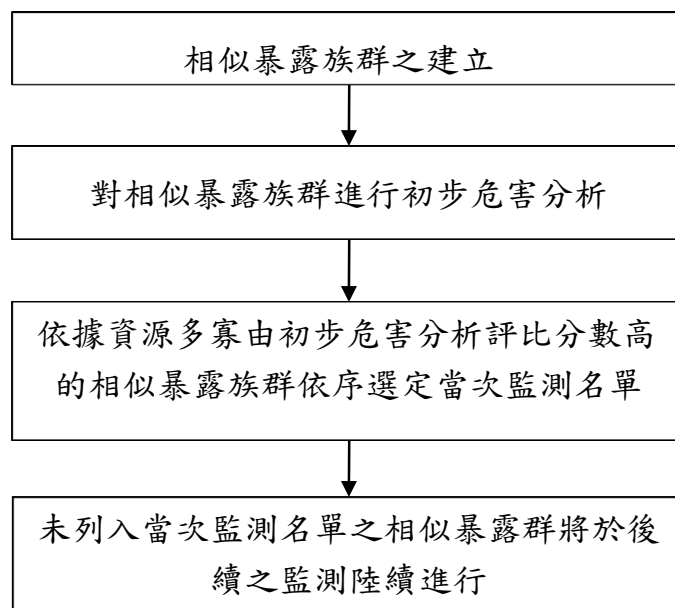 相似暴露族群之建立
對相似暴露族群進行初步危害分析
依據資源多寡由初步危害分析評比分數高
的相似暴露族群依序選定當次監測名單
未列入當次監測名單之相似暴露群將於後
續之監測陸續進行